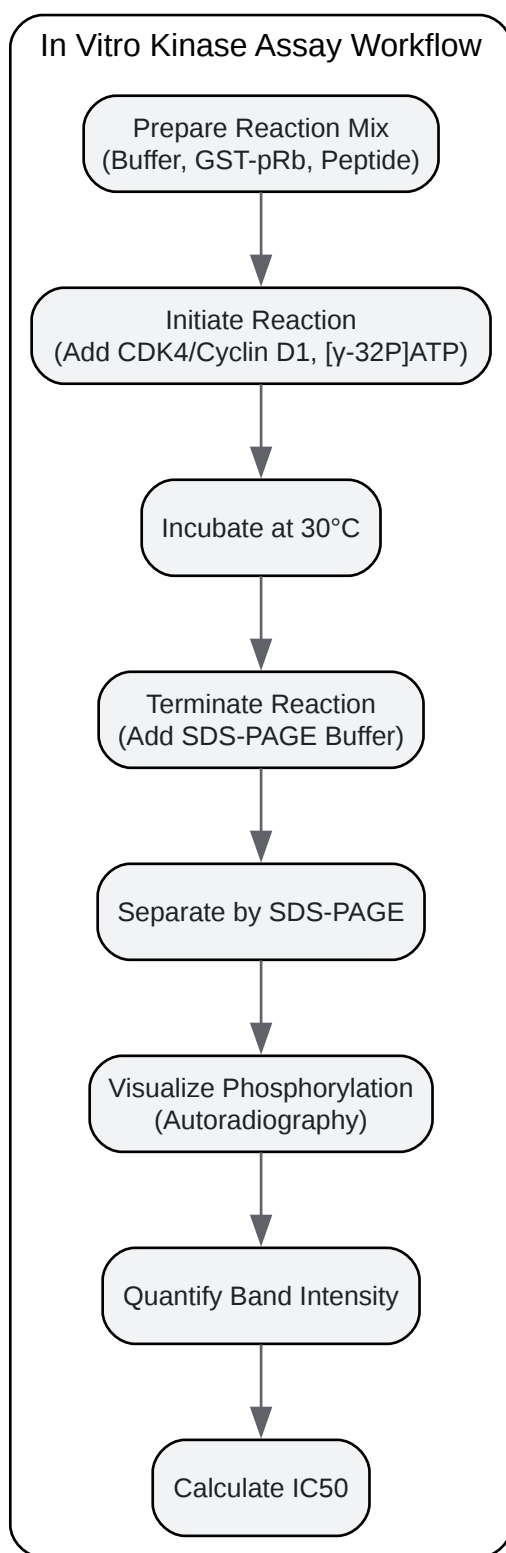 In Vitro Kinase Assay Workflow
Prepare Reaction Mix
(Buffer, GST-pRb, Peptide)
Initiate Reaction
(Add CDK4/Cyclin D1, [γ-32P]ATP)
Incubate at 30°C
Terminate Reaction
(Add SDS-PAGE Buffer)
Separate by SDS-PAGE
Visualize Phosphorylation
(Autoradiography)
Quantify Band Intensity
Calculate IC50